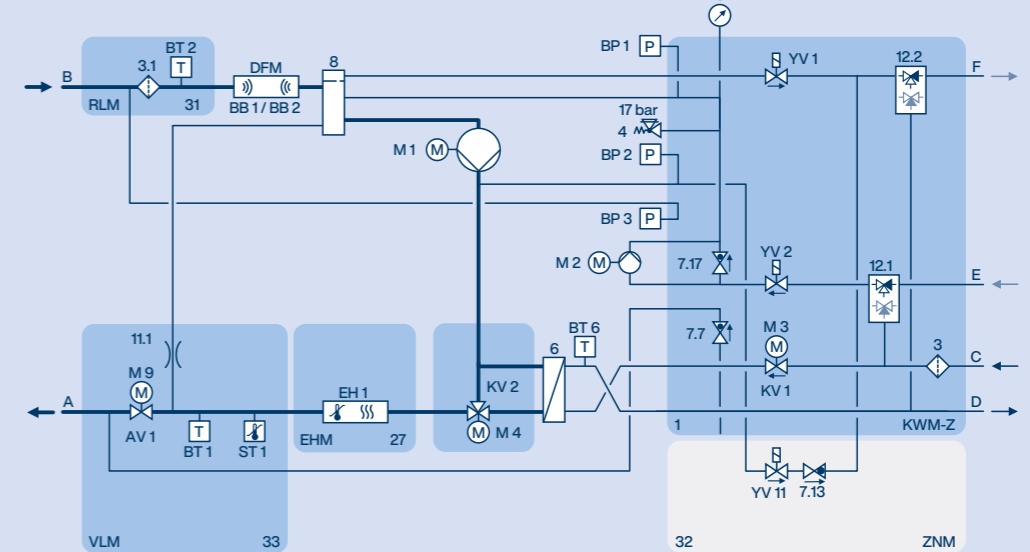 B
3.1
BT 2
T
RLM
31
DFM
BB 1 / BB 2
8
M 1
M
BP 1
P
17 bar
4
BP 2
P
BP 3
P
M 2
M
7.17
7.7
YV 1
12.2
F
YV 2
12.1
E
M 3
M
KV 1
3
C
D
1
KWM-Z
11.1
M 9
M
A
AV 1
T
BT 1
ST 1
VLM
33
EH 1
EHM
27
KV 2
M
M 4
6
BT 6
T
YV 11
7.13
32
ZNM